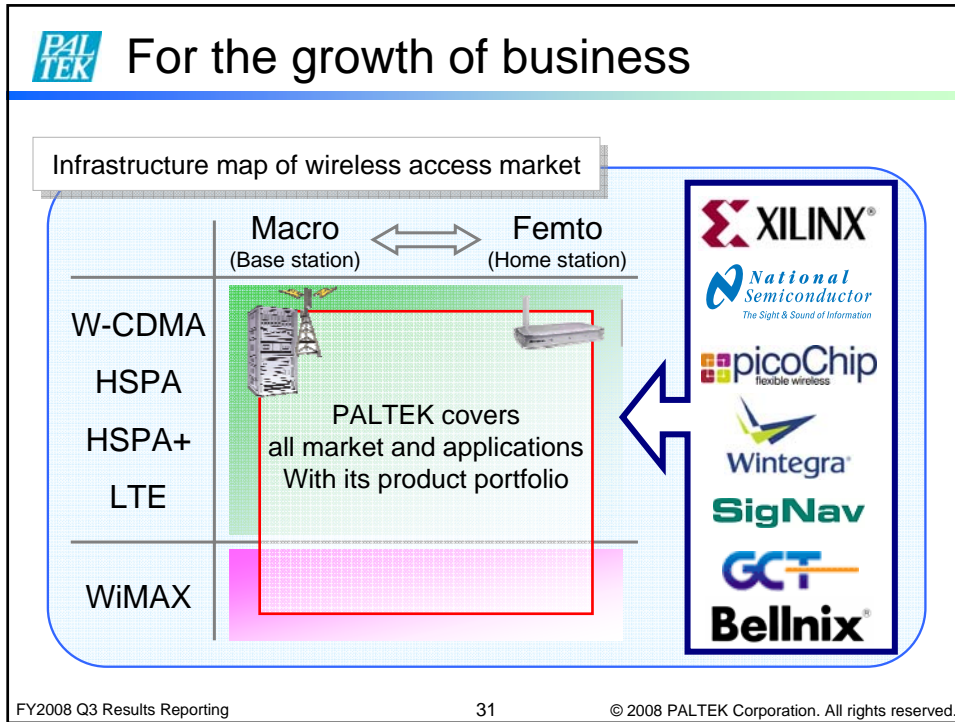 PALTEK
For the growth of business
Infrastructure map of wireless access market
Macro
(Base station)
Femto
(Home station)
W-CDMA
HSPA
HSPA+
LTE
WiMAX
PALTEK covers
all market and applications
With its product portfolio
XILINX®
National
Semiconductor
The Sight & Sound of Information
picoChip
flexible wireless
Wintegra®
SigNav
GCT
Bellnix®
FY2008 Q3 Results Reporting
31
© 2008 PALTEK Corporation. All rights reserved.